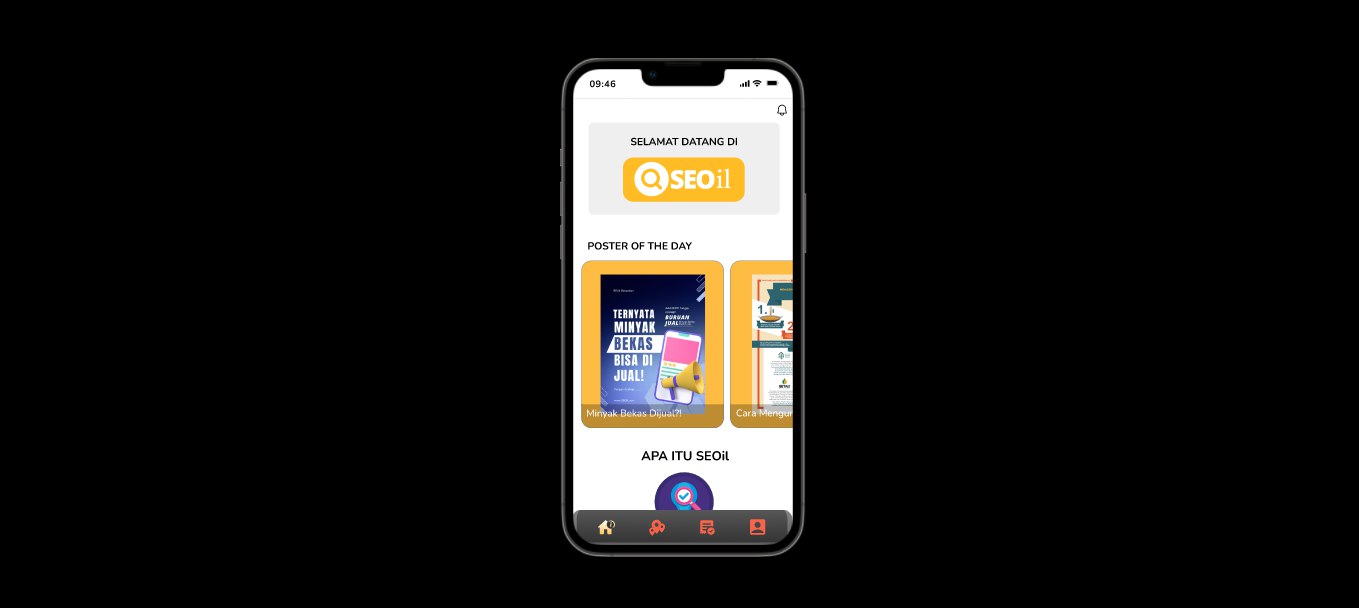 09:46
SELAMAT DATANG DI
SEOil
POSTER OF THE DAY
TERNYATA
MINYAK
BEKAS
BISA DI
JUAL!
BURUAN
JUAL!
Minyak Bekas Dijual?!
1.
2
Cara Mengur
APA ITU SEOil